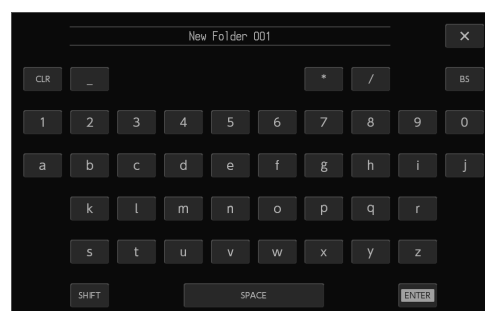 New Folder 001 ×
CLR _ * / BS
1 2 3 4 5 6 7 8 9 0
a b c d e f g h i j
k l m n o p q r
s t u v w x y z
SHIFT SPACE ENTER